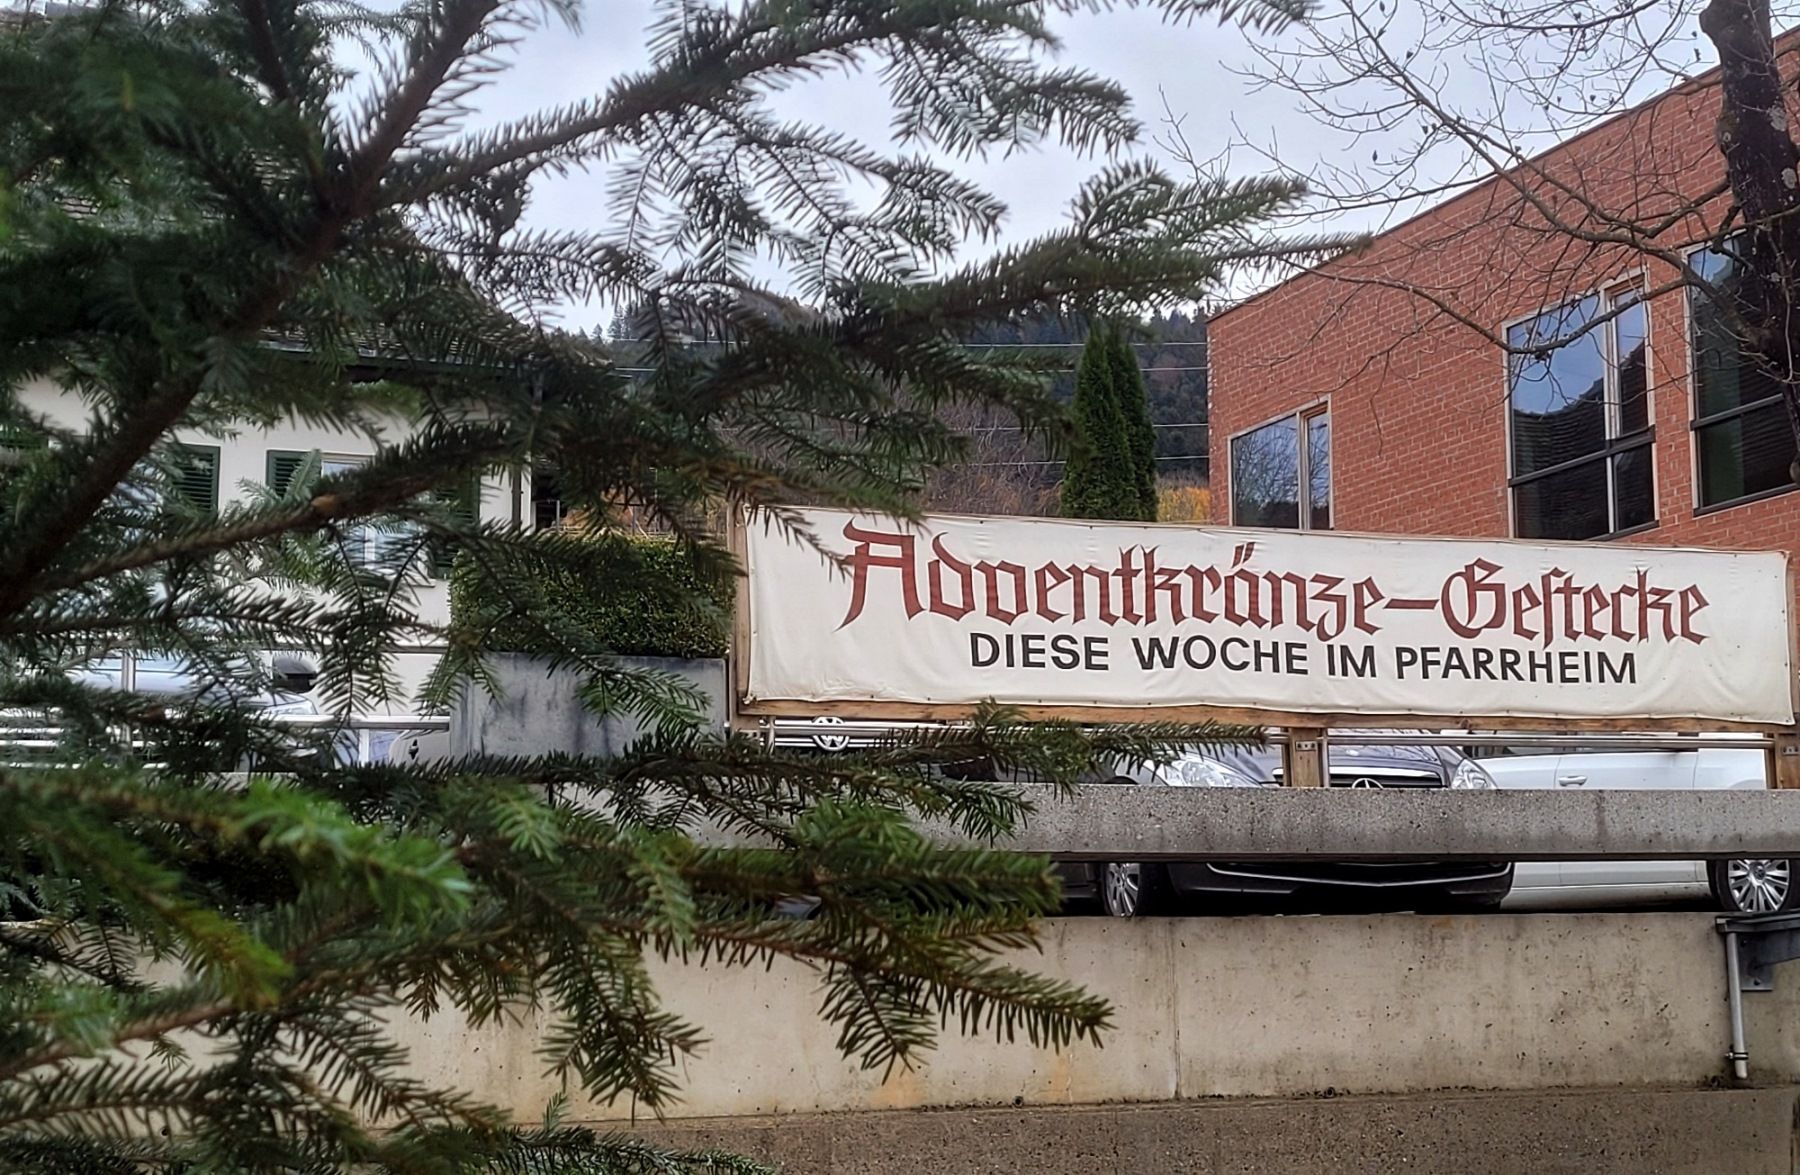 Adventkränze-Geſtecke
DIESE WOCHE IM PFARRHEIM